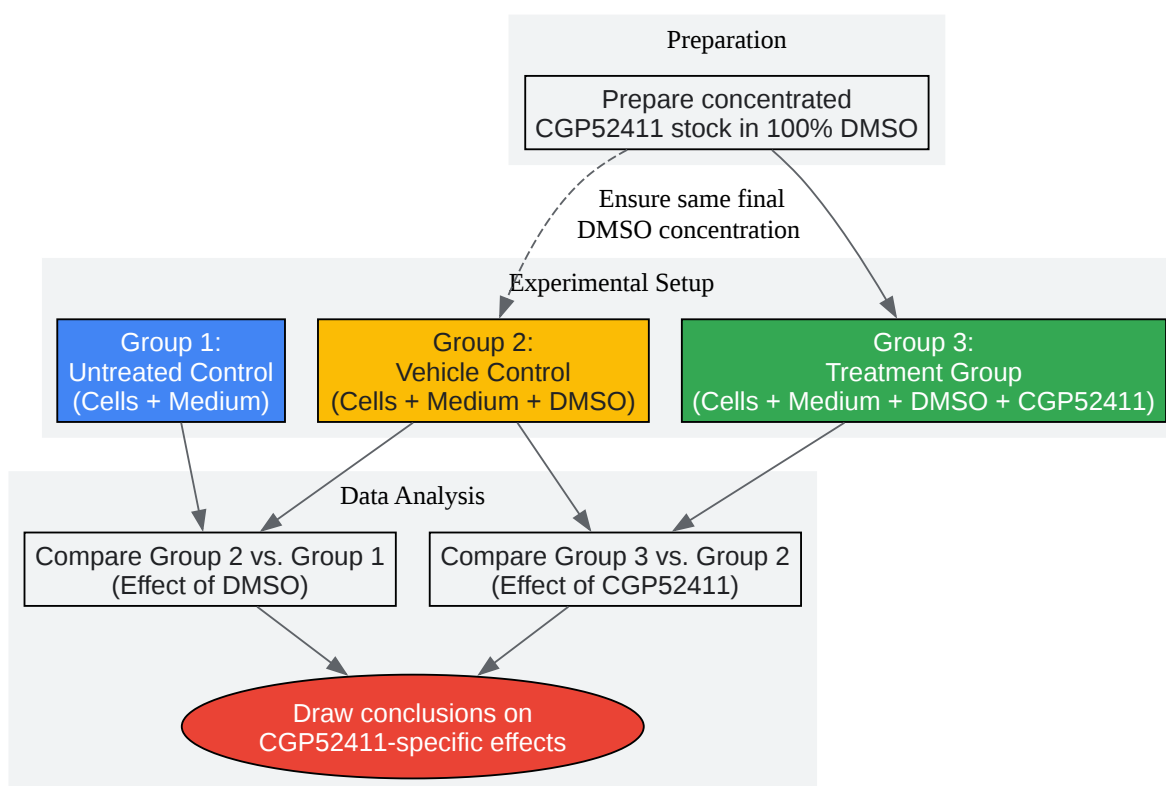 Preparation
Prepare concentrated
CGP52411 stock in 100% DMSO
Ensure same final
DMSO concentration
Experimental Setup
Group 1:
Untreated Control
(Cells + Medium)
Group 2:
Vehicle Control
(Cells + Medium + DMSO)
Group 3:
Treatment Group
(Cells + Medium + DMSO + CGP52411)
Data Analysis
Compare Group 2 vs. Group 1
(Effect of DMSO)
Compare Group 3 vs. Group 2
(Effect of CGP52411)
Draw conclusions on
CGP52411-specific effects